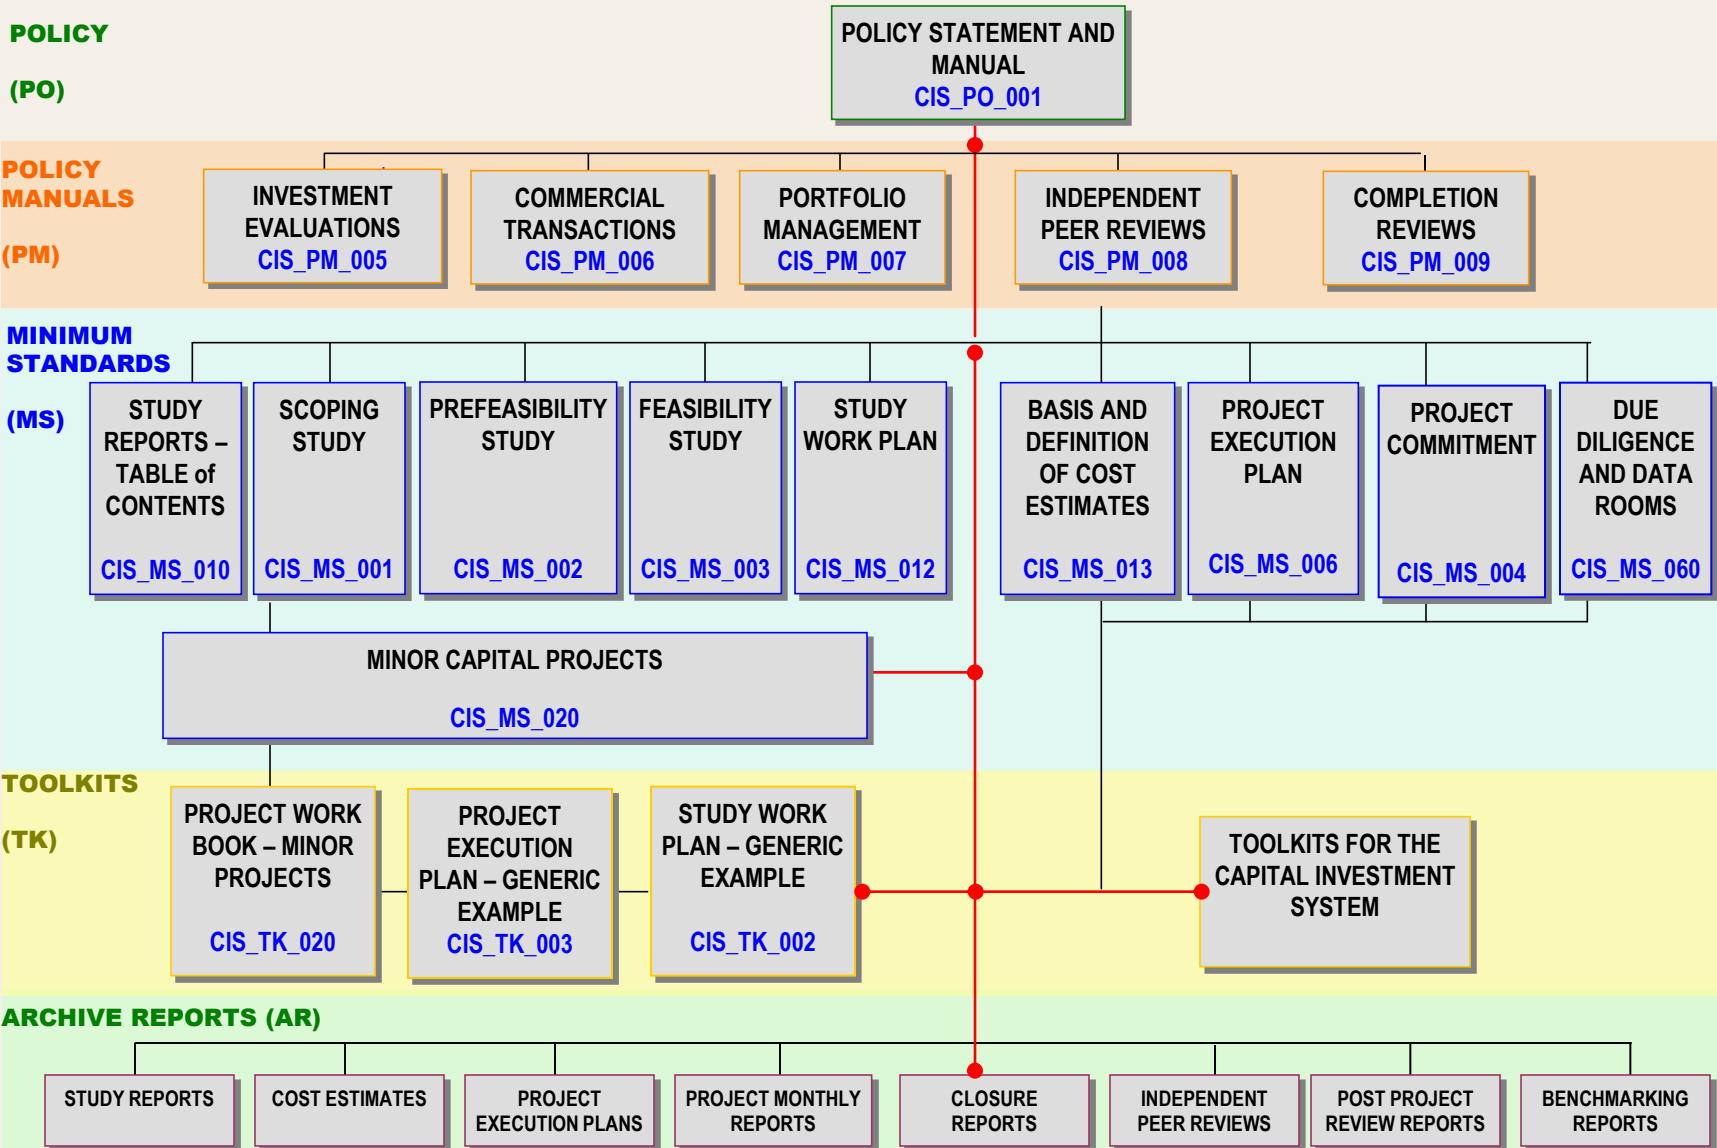 POLICY
(PO)
POLICY STATEMENT AND
MANUAL
CIS_PO_001
POLICY
MANUALS
(PM)
INVESTMENT
EVALUATIONS
CIS_PM_005
COMMERCIAL
TRANSACTIONS
CIS_PM_006
PORTFOLIO
MANAGEMENT
CIS_PM_007
INDEPENDENT
PEER REVIEWS
CIS_PM_008
COMPLETION
REVIEWS
CIS_PM_009
MINIMUM
STANDARDS
(MS)
STUDY
REPORTS –
TABLE of
CONTENTS
CIS_MS_010
SCOPING
STUDY
CIS_MS_001
PREFEASIBILITY
STUDY
CIS_MS_002
FEASIBILITY
STUDY
CIS_MS_003
STUDY
WORK PLAN
CIS_MS_012
BASIS AND
DEFINITION
OF COST
ESTIMATES
CIS_MS_013
PROJECT
EXECUTION
PLAN
CIS_MS_006
PROJECT
COMMITMENT
CIS_MS_004
DUE
DILIGENCE
AND DATA
ROOMS
CIS_MS_060
MINOR CAPITAL PROJECTS
CIS_MS_020
TOOLKITS
(TK)
PROJECT WORK
BOOK – MINOR
PROJECTS
CIS_TK_020
PROJECT
EXECUTION
PLAN – GENERIC
EXAMPLE
CIS_TK_003
STUDY WORK
PLAN – GENERIC
EXAMPLE
CIS_TK_002
TOOLKITS FOR THE
CAPITAL INVESTMENT
SYSTEM
ARCHIVE REPORTS (AR)
STUDY REPORTS
COST ESTIMATES
PROJECT
EXECUTION PLANS
PROJECT MONTHLY
REPORTS
CLOSURE
REPORTS
INDEPENDENT
PEER REVIEWS
POST PROJECT
REVIEW REPORTS
BENCHMARKING
REPORTS